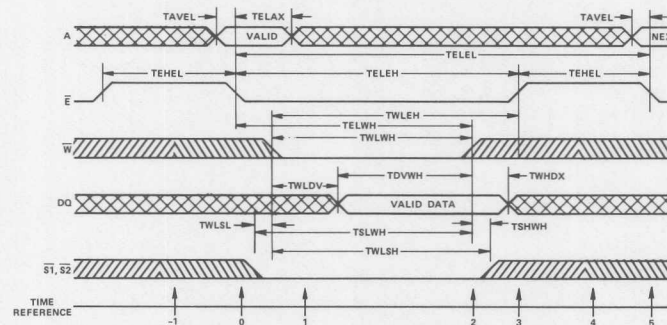 TAVEL TELAX TAVEL
A VALID NEX
TELEL
TEHEL TELEH TEHEL
E
TWLEH
TELWH
TWLWH
W
TDVWH TWHDX
TWLDV
DQ VALID DATA
TWLSL TSLWH TSHWH
TWLSH
S1, S2
TIME
REFERENCE
-1 0 1 2 3 4 5